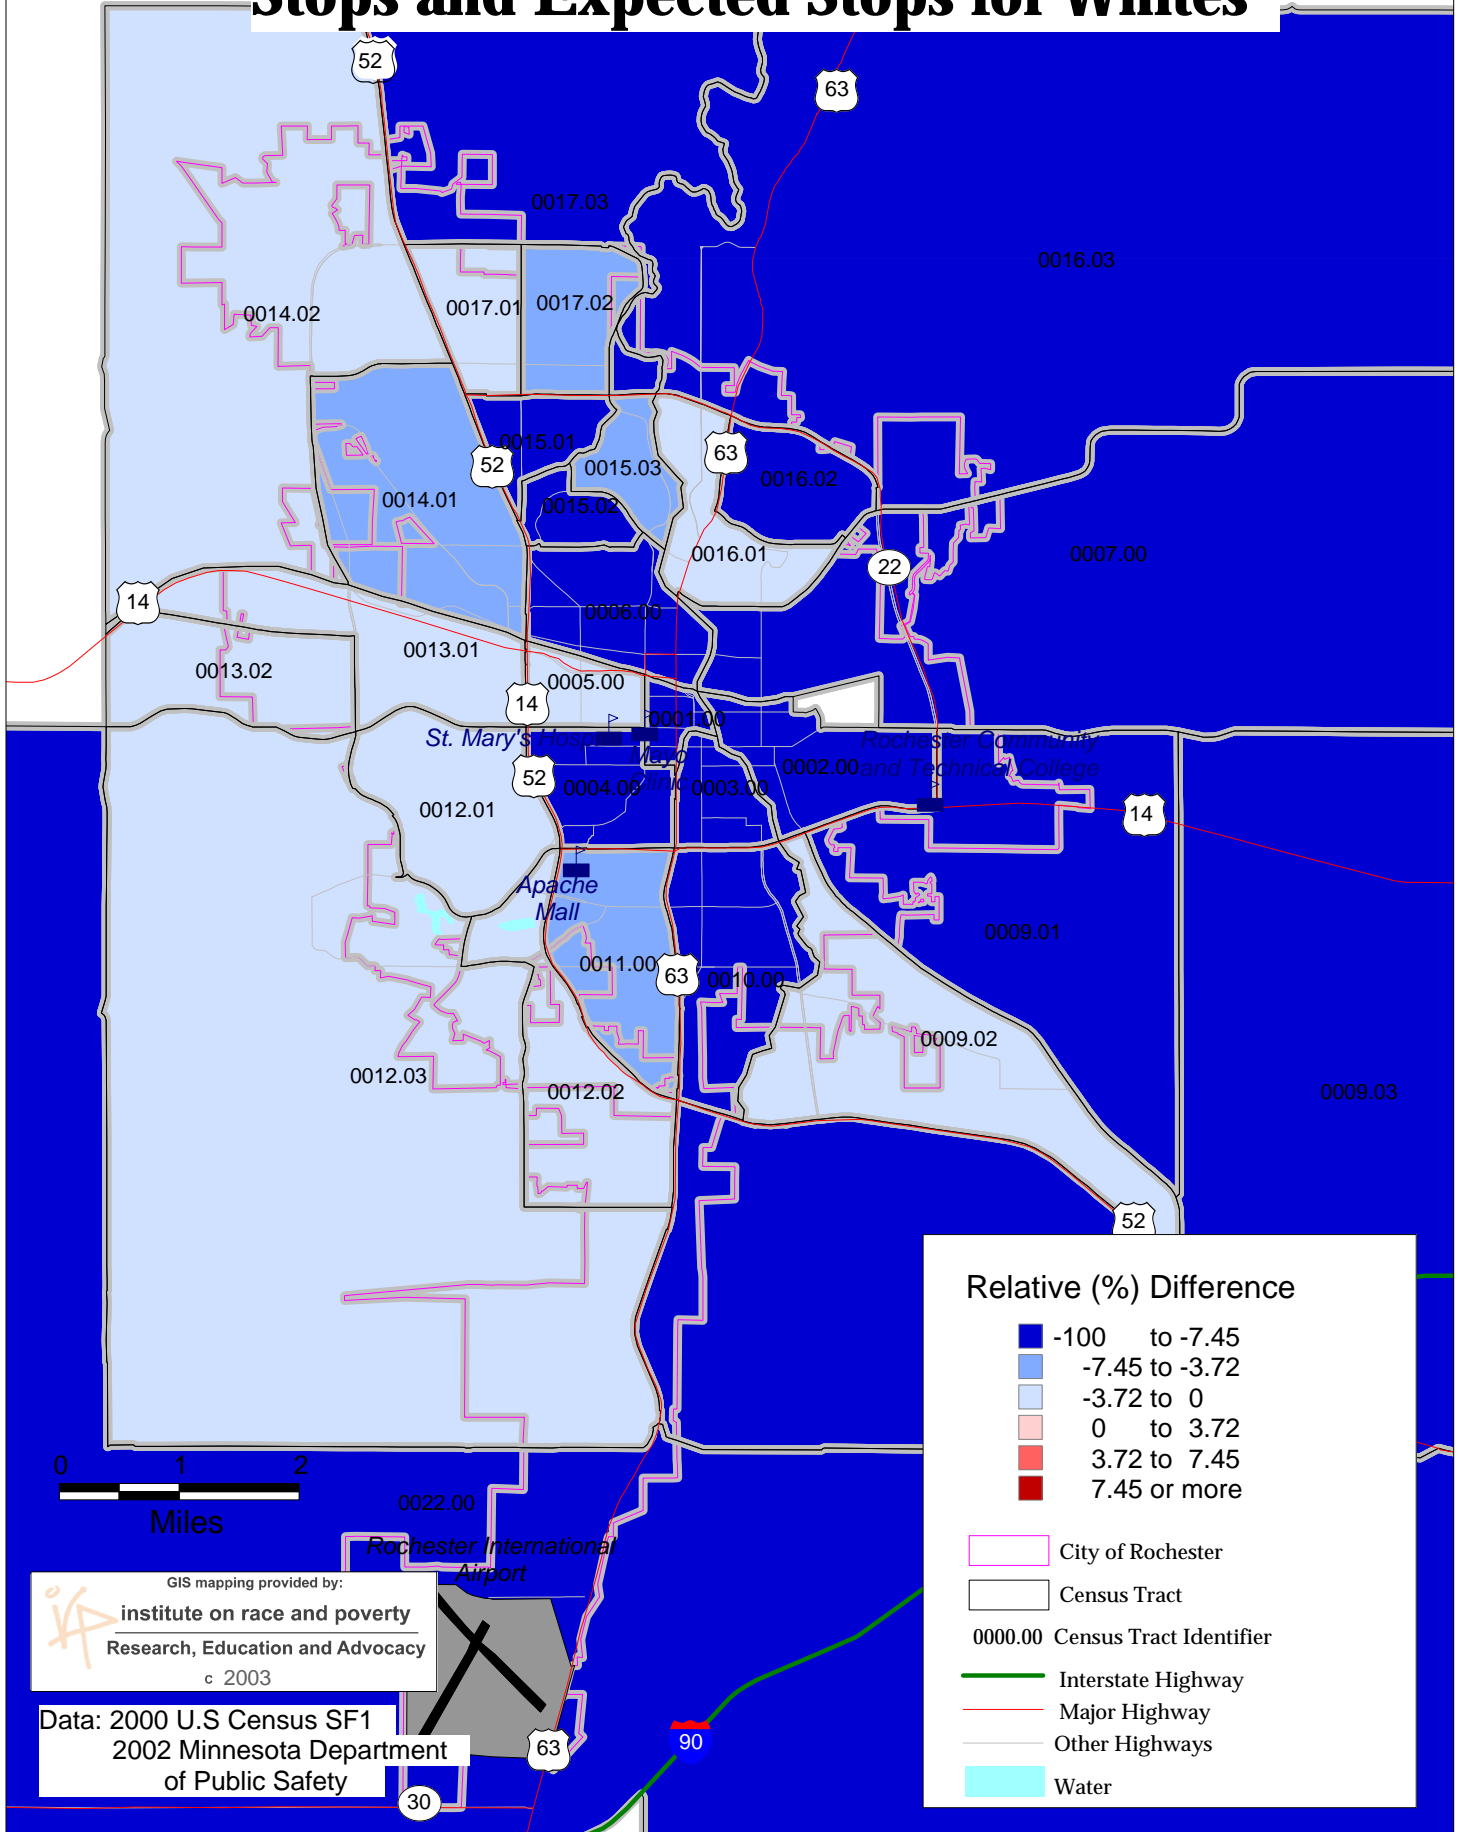 Stops and Expected Stops for Whites
52
63
0017.03
0016.03
0014.02
0017.01
0017.02
0015.01
63
52
0015.03
0016.02
0014.01
0015.02
0016.01
0007.00
22
14
0006.00
0013.01
0013.02
0005.00
14
0001.00
St. Mary's Hospital
Mayo
Clinic
Rochester Community
and Technical College
0002.00
52
0004.00
0003.00
0012.01
14
Apache
Mall
0009.01
0011.00
63
0010.00
0009.02
0012.03
0012.02
0009.03
52
Relative (%) Difference
-100 to -7.45
-7.45 to -3.72
-3.72 to 0
0 to 3.72
3.72 to 7.45
7.45 or more
City of Rochester
Census Tract
0000.00 Census Tract Identifier
Interstate Highway
Major Highway
Other Highways
Water
0 1 2
Miles
0022.00
Rochester International
Airport
GIS mapping provided by:
institute on race and poverty
Research, Education and Advocacy
c 2003
Data: 2000 U.S Census SF1
2002 Minnesota Department
of Public Safety
63
90
30